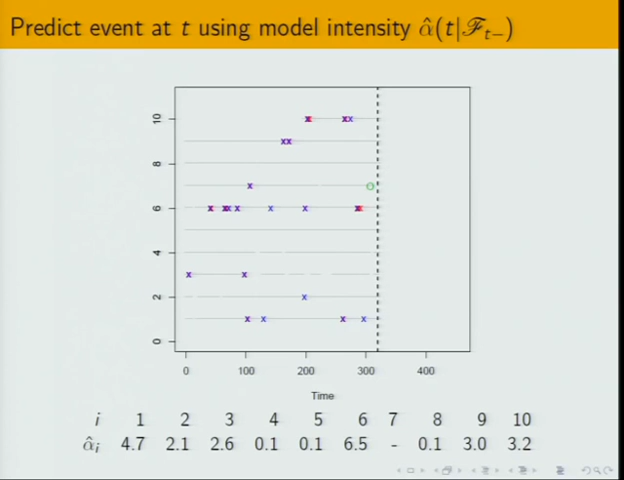 Predict event at t using model intensity α̂(t|ℱₜ₋)
10
8
6
4
2
0
0 100 200 300 400
Time
i 1 2 3 4 5 6 7 8 9 10
α̂ᵢ 4.7 2.1 2.6 0.1 0.1 6.5 - 0.1 3.0 3.2